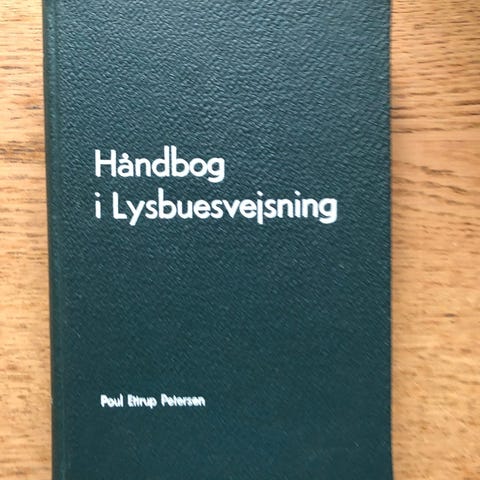 Håndbog
i Lysbuesvejsning
Poul Ettrup Petersen